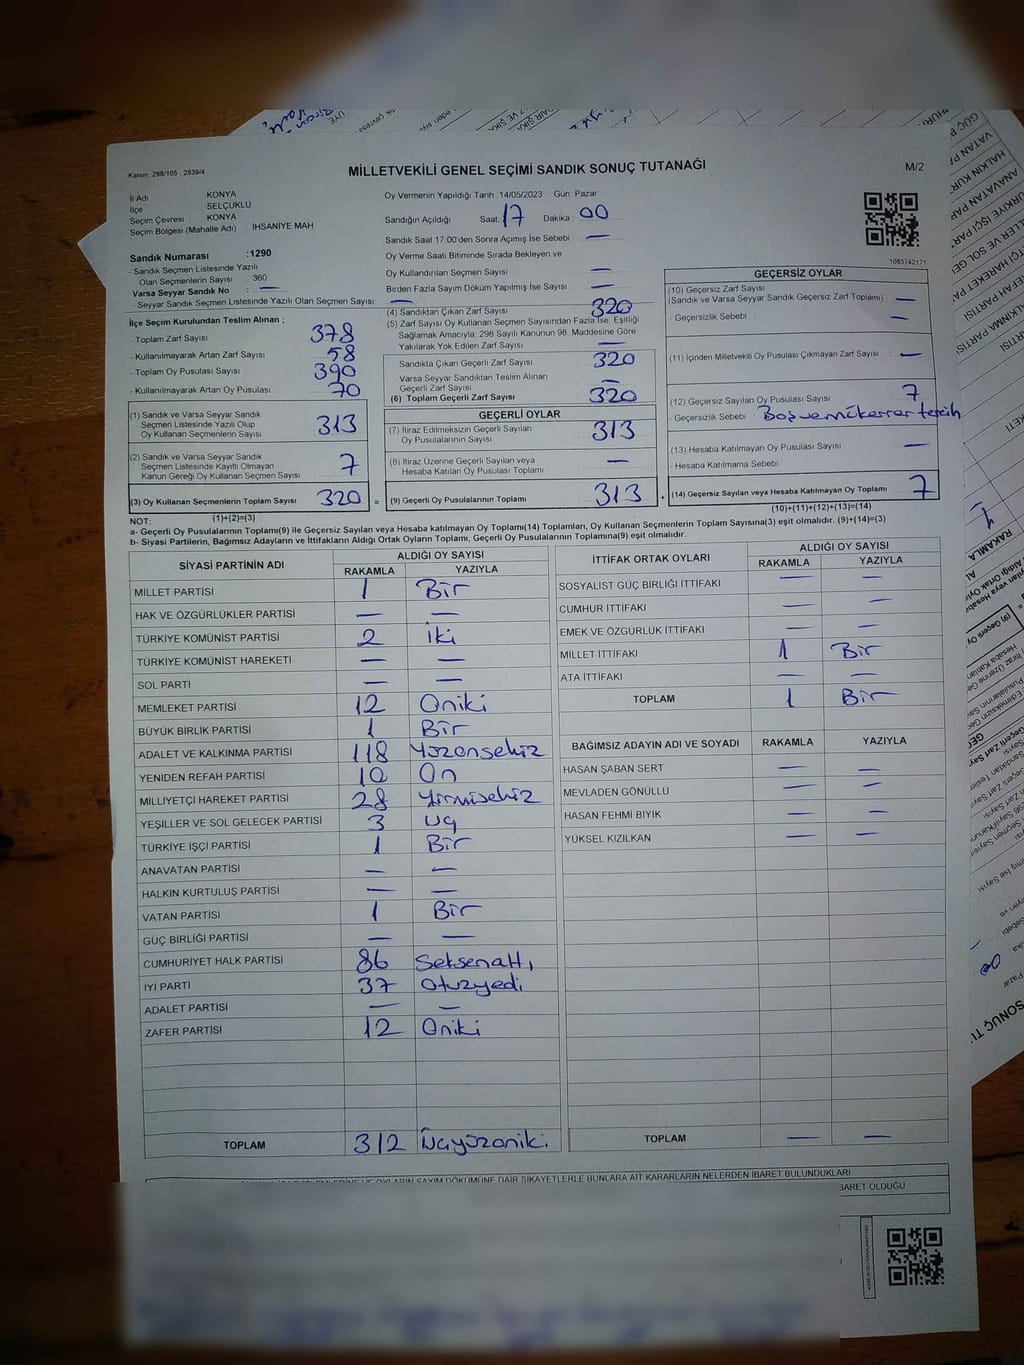 Kanun, 298/105 , 2839/4
MİLLETVEKİLİ GENEL SEÇİMİ SANDIK SONUÇ TUTANAĞI
M/2
İl Adı KONYA
İlçe SELÇUKLU
Seçim Çevresi KONYA
Seçim Bölgesi (Mahalle Adı) İHSANİYE MAH
Sandık Numarası :1290
- Sandık Seçmen Listesinde Yazılı
Olan Seçmenlerin Sayısı : 360
Varsa Seyyar Sandık No : —
- Seyyar Sandık Seçmen Listesinde Yazılı Olan Seçmen Sayısı: —
İlçe Seçim Kurulundan Teslim Alınan ;
- Toplam Zarf Sayısı 378
- Kullanılmayarak Artan Zarf Sayısı 58
- Toplam Oy Pusulası Sayısı 390
- Kullanılmayarak Artan Oy Pusulası 70
(1) Sandık ve Varsa Seyyar Sandık
Seçmen Listesinde Yazılı Olup
Oy Kullanan Seçmenlerin Sayısı 313
(2) Sandık ve Varsa Seyyar Sandık
Seçmen Listesinde Kayıtlı Olmayan
Kanun Gereği Oy Kullanan Seçmen Sayısı 7
(3) Oy Kullanan Seçmenlerin Toplam Sayısı 320 =
(1)+(2)=(3)
Oy Vermenin Yapıldığı Tarih 14/05/2023 Gün: Pazar
Sandığın Açıldığı Saat: 17 Dakika : 00
Sandık Saat 17:00'den Sonra Açımış İse Sebebi —
Oy Verme Saati Bitiminde Sırada Bekleyen ve
Oy Kullandırılan Seçmen Sayısı —
Birden Fazla Sayım Döküm Yapılmış İse Sayısı : —
(4) Sandıktan Çıkan Zarf Sayısı 320
(5) Zarf Sayısı Oy Kullanan Seçmen Sayısından Fazla İse, Eşitliği
Sağlamak Amacıyla, 298 Sayılı Kanunun 98. Maddesine Göre
Yakılarak Yok Edilen Zarf Sayısı —
Sandıkta Çıkan Geçerli Zarf Sayısı 320
Varsa Seyyar Sandıktan Teslim Alınan
Geçerli Zarf Sayısı —
(6) Toplam Geçerli Zarf Sayısı 320
GEÇERLİ OYLAR
(7) İtiraz Edilmeksizin Geçerli Sayılan
Oy Pusulalarının Sayısı 313
(8) İtiraz Üzerine Geçerli Sayılan veya
Hesaba Katılan Oy Pusulası Toplamı —
(9) Geçerli Oy Pusulalarının Toplamı 313 +
1083742171
GEÇERSİZ OYLAR
(10) Geçersiz Zarf Sayısı
(Sandık ve Varsa Seyyar Sandık Geçersiz Zarf Toplamı) —
- Geçersizlik Sebebi : —
(11) İçinden Milletvekili Oy Pusulası Çıkmayan Zarf Sayısı —
(12) Geçersiz Sayılan Oy Pusulası Sayısı 7
- Geçersizlik Sebebi Boş ve mükerrer tercih
(13) Hesaba Katılmayan Oy Pusulası Sayısı —
- Hesaba Katılmama Sebebi
(14) Geçersiz Sayılan veya Hesaba Katılmayan Oy Toplamı 7
(10)+(11)+(12)+(13)=(14)
NOT:
a- Geçerli Oy Pusulalarının Toplamı(9) ile Geçersiz Sayılan veya Hesaba katılmayan Oy Toplam(14) Toplamları, Oy Kullanan Seçmenlerin Toplam Sayısına(3) eşit olmalıdır. (9)+(14)=(3)
b- Siyasi Partilerin, Bağımsız Adayların ve İttifakların Aldığı Oyların Toplamı, Geçerli Oy Pusulalarının Toplamına(9) eşit olmalıdır.
SİYASİ PARTİNİN ADI ALDIĞI OY SAYISI
RAKAMLA YAZIYLA
MİLLET PARTİSİ 1 Bir
HAK VE ÖZGÜRLÜKLER PARTİSİ — —
TÜRKİYE KOMÜNİST PARTİSİ 2 İki
TÜRKİYE KOMÜNİST HAREKETİ — —
SOL PARTİ — —
MEMLEKET PARTİSİ 12 Oniki
BÜYÜK BİRLİK PARTİSİ 1 Bir
ADALET VE KALKINMA PARTİSİ 118 Yüzonsekiz
YENİDEN REFAH PARTİSİ 10 On
MİLLİYETÇİ HAREKET PARTİSİ 28 Yirmisekiz
YEŞİLLER VE SOL GELECEK PARTİSİ 3 Üç
TÜRKİYE İŞÇİ PARTİSİ 1 Bir
ANAVATAN PARTİSİ — —
HALKIN KURTULUŞ PARTİSİ — —
VATAN PARTİSİ 1 Bir
GÜÇ BİRLİĞİ PARTİSİ — —
CUMHURİYET HALK PARTİSİ 86 Seksenaltı
İYİ PARTİ 37 Otuzyedi
ADALET PARTİSİ — —
ZAFER PARTİSİ 12 Oniki
TOPLAM 312 Üçyüzoniki
İTTİFAK ORTAK OYLARI ALDIĞI OY SAYISI
RAKAMLA YAZIYLA
SOSYALİST GÜÇ BİRLİĞİ İTTİFAKI — —
CUMHUR İTTİFAKI — —
EMEK VE ÖZGÜRLÜK İTTİFAKI — —
MİLLET İTTİFAKI 1 Bir
ATA İTTİFAKI — —
TOPLAM 1 Bir
BAĞIMSIZ ADAYIN ADI VE SOYADI RAKAMLA YAZIYLA
HASAN ŞABAN SERT — —
MEVLADEN GÖNÜLLÜ — —
HASAN FEHMİ BIYIK — —
YÜKSEL KIZILKAN — —
TOPLAM — —
OYLARIN SAYIM DÖKÜMÜNE DAİR ŞİKAYETLERLE BUNLARA AİT KARARLARIN NELERDEN İBARET BULUNDUKLARI